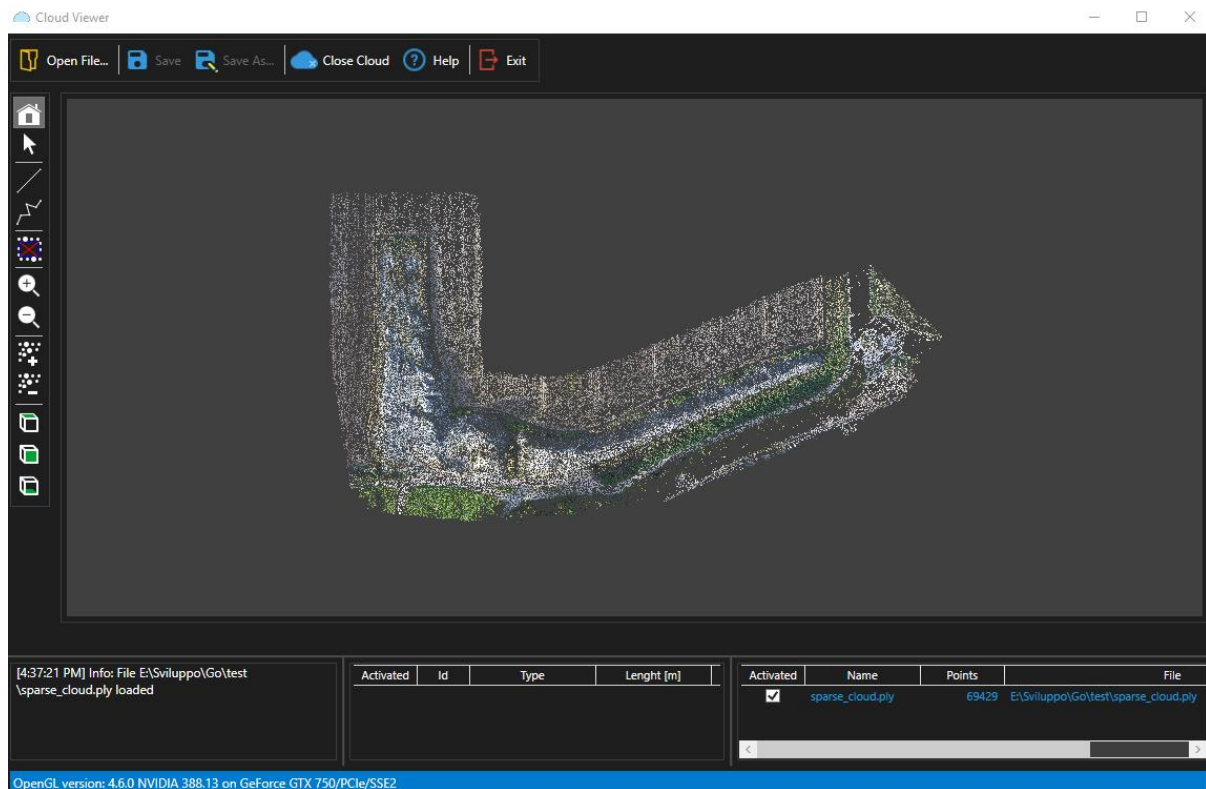 Cloud Viewer
Open File... Save Save As... Close Cloud ? Help Exit
[4:37:21 PM] Info: File E:\Sviluppo\Go\test
\sparse_cloud.ply loaded
Activated Id Type Lenght [m]
Activated Name Points File
sparse_cloud.ply 69429 E:\Sviluppo\Go\test\sparse_cloud.ply
OpenGL version: 4.6.0 NVIDIA 388.13 on GeForce GTX 750/PCIe/SSE2